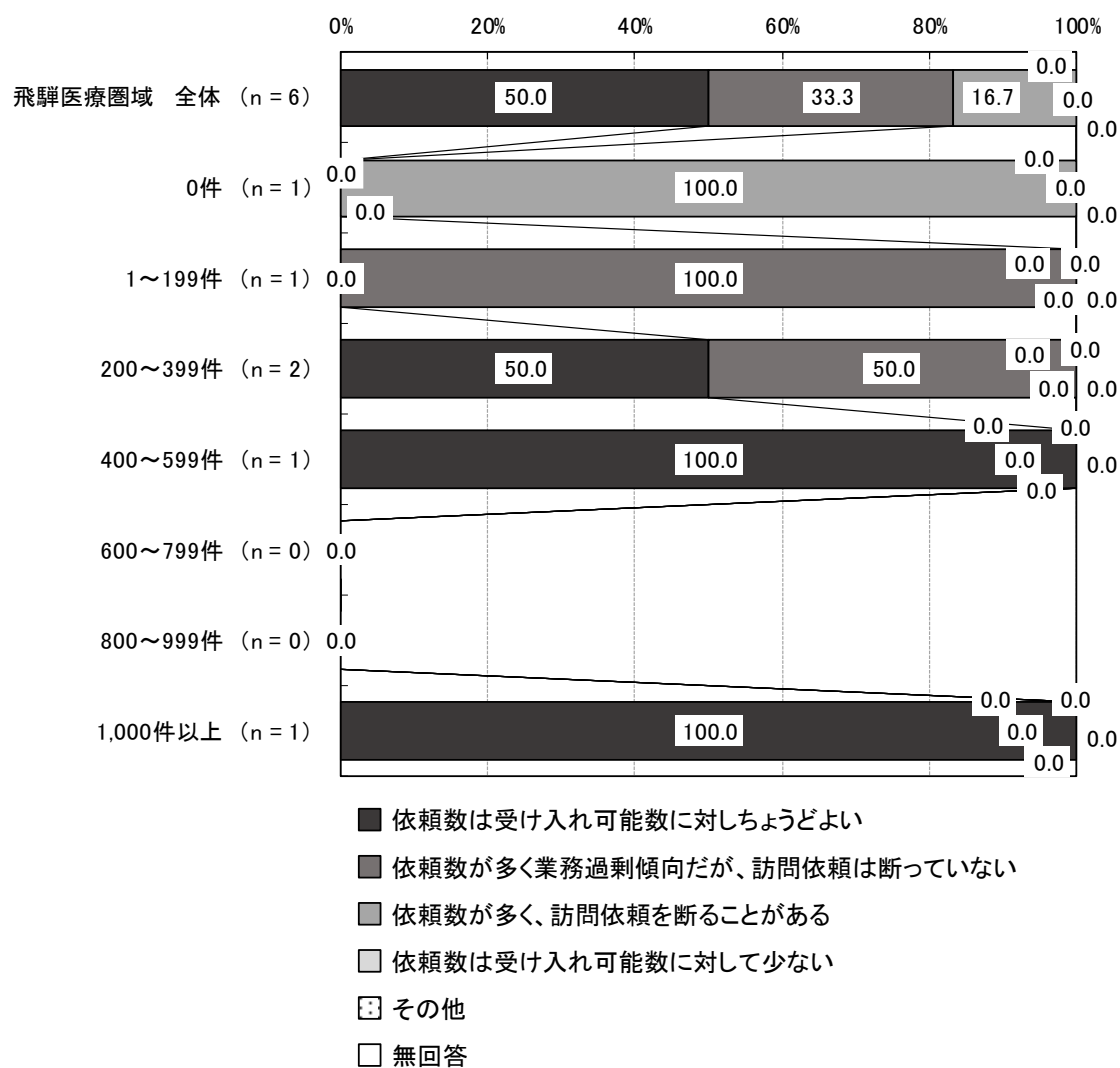 0% 20% 40% 60% 80% 100%
0.0
飛騨医療圏域 全体 (n = 6) 50.0 33.3 16.7 0.0
0.0
0.0 0.0
0件 (n = 1) 100.0 0.0
0.0 0.0
1～199件 (n = 1) 0.0 100.0 0.0 0.0
0.0 0.0
200～399件 (n = 2) 50.0 50.0 0.0 0.0
0.0 0.0
0.0 0.0
400～599件 (n = 1) 100.0 0.0 0.0
0.0
600～799件 (n = 0) 0.0
800～999件 (n = 0) 0.0
0.0 0.0
1,000件以上 (n = 1) 100.0 0.0 0.0
0.0
依頼数は受け入れ可能数に対しちょうどよい
依頼数が多く業務過剰傾向だが、訪問依頼は断っていない
依頼数が多く、訪問依頼を断ることがある
依頼数は受け入れ可能数に対して少ない
その他
無回答